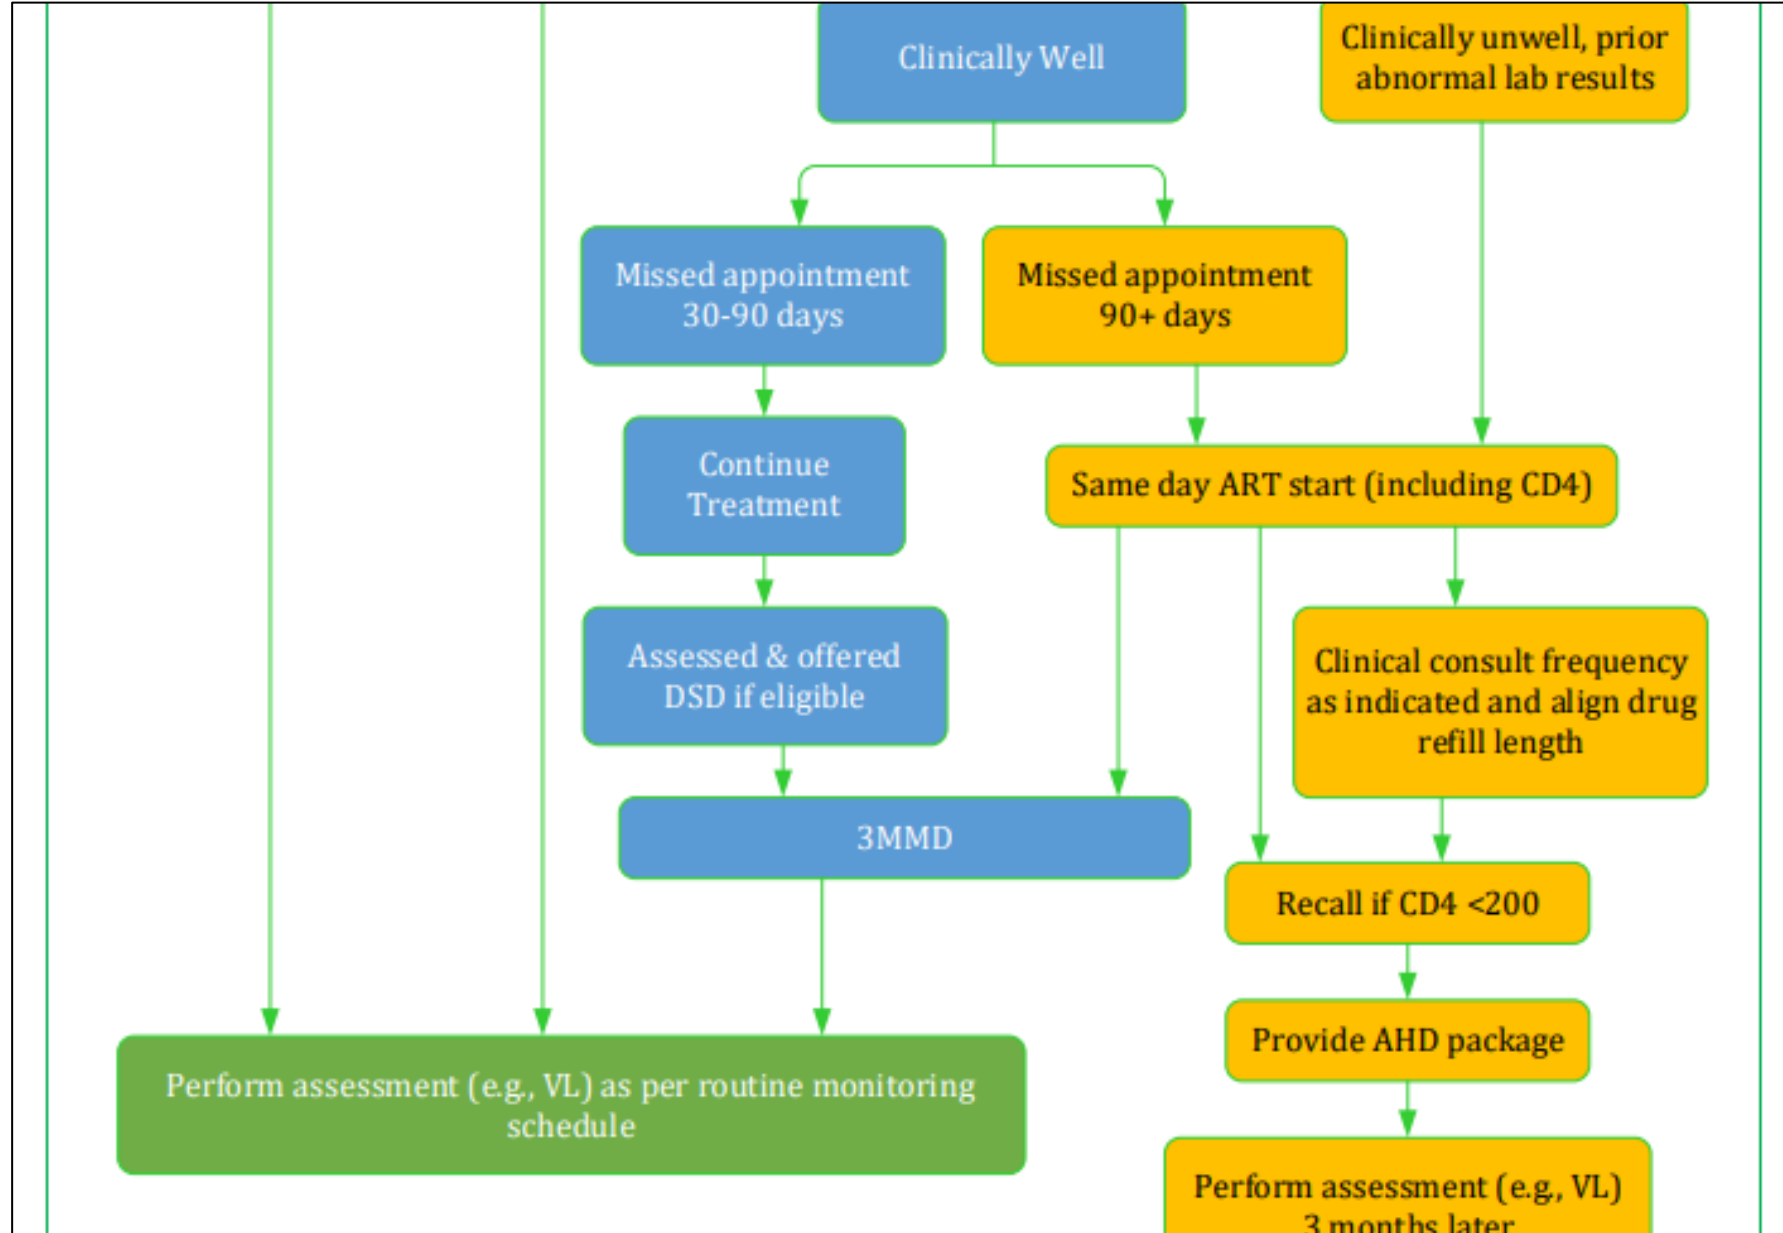 Clinically Well
Clinically unwell, prior
abnormal lab results
Missed appointment
30-90 days
Missed appointment
90+ days
Continue
Treatment
Same day ART start (including CD4)
Assessed & offered
DSD if eligible
Clinical consult frequency
as indicated and align drug
refill length
3MMD
Recall if CD4 <200
Provide AHD package
Perform assessment (e.g., VL) as per routine monitoring
schedule
Perform assessment (e.g., VL)
3 months later